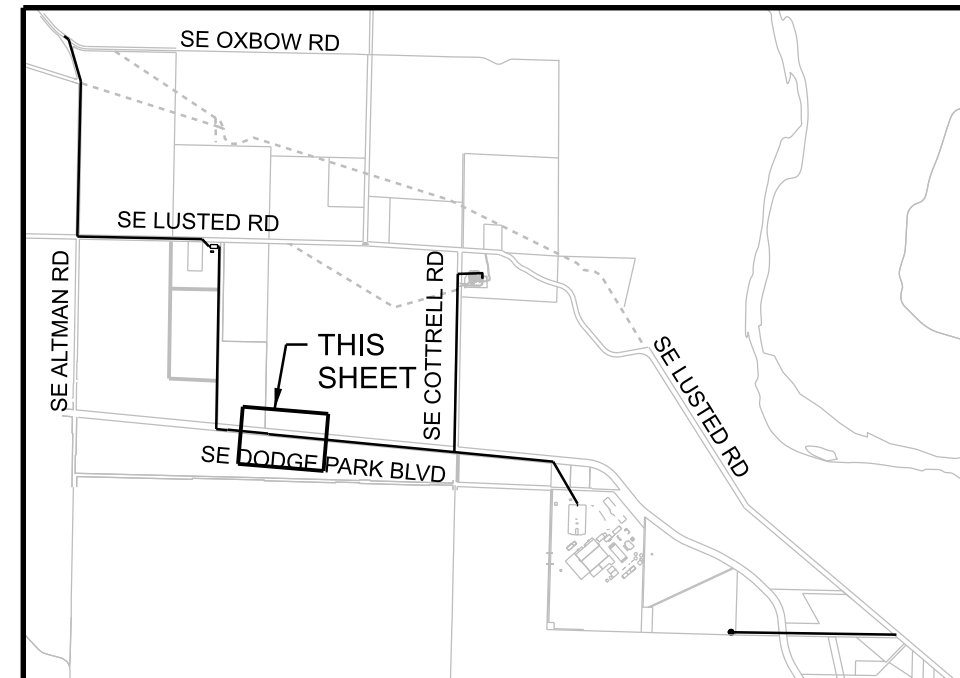 SE OXBOW RD
SE LUSTED RD
SE ALTMAN RD
SE COTTRELL RD
THIS
SHEET
SE LUSTED RD
SE DODGE PARK BLVD